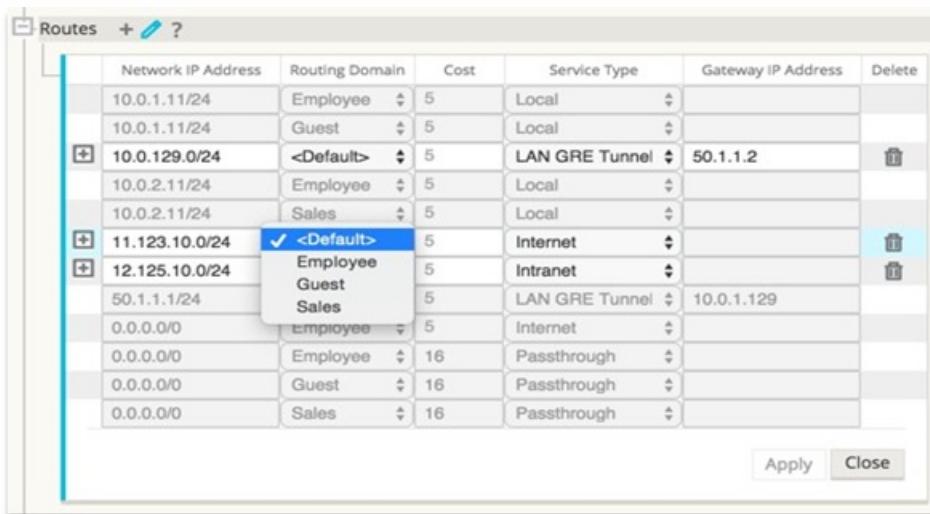 Routes + ?
Network IP Address Routing Domain Cost Service Type Gateway IP Address Delete
10.0.1.11/24 Employee 5 Local
10.0.1.11/24 Guest 5 Local
10.0.129.0/24 <Default> 5 LAN GRE Tunnel 50.1.1.2
10.0.2.11/24 Employee 5 Local
10.0.2.11/24 Sales 5 Local
11.123.10.0/24 ✓ <Default> 5 Internet
12.125.10.0/24 Employee 5 Intranet
Guest
50.1.1.1/24 Sales 5 LAN GRE Tunnel 10.0.1.129
0.0.0.0/0 Employee 5 Internet
0.0.0.0/0 Employee 16 Passthrough
0.0.0.0/0 Guest 16 Passthrough
0.0.0.0/0 Sales 16 Passthrough
Apply Close